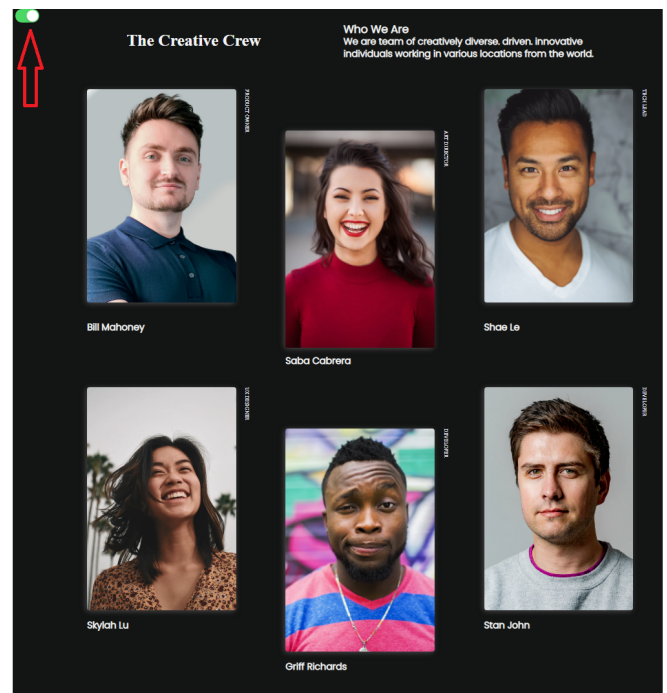 The Creative Crew
Who We Are
We are team of creatively diverse. driven. innovative
individuals working in various locations from the world.
PRODUCT OWNER
Bill Mahoney
ART DIRECTOR
Saba Cabrera
TECH LEAD
Shae Le
UX DESIGNER
Skylah Lu
DEVELOPER
Griff Richards
DEVELOPER
Stan John